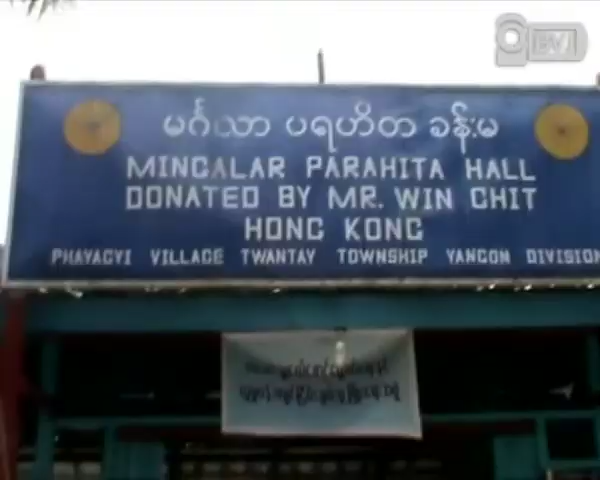 DVB
မင်္ဂလာ ပရဟိတ ခန်းမ
MINGALAR PARAHITA HALL
DONATED BY MR. WIN CHIT
HONG KONG
PHAYAGYI VILLAGE TWANTAY TOWNSHIP YANGON DIVISION